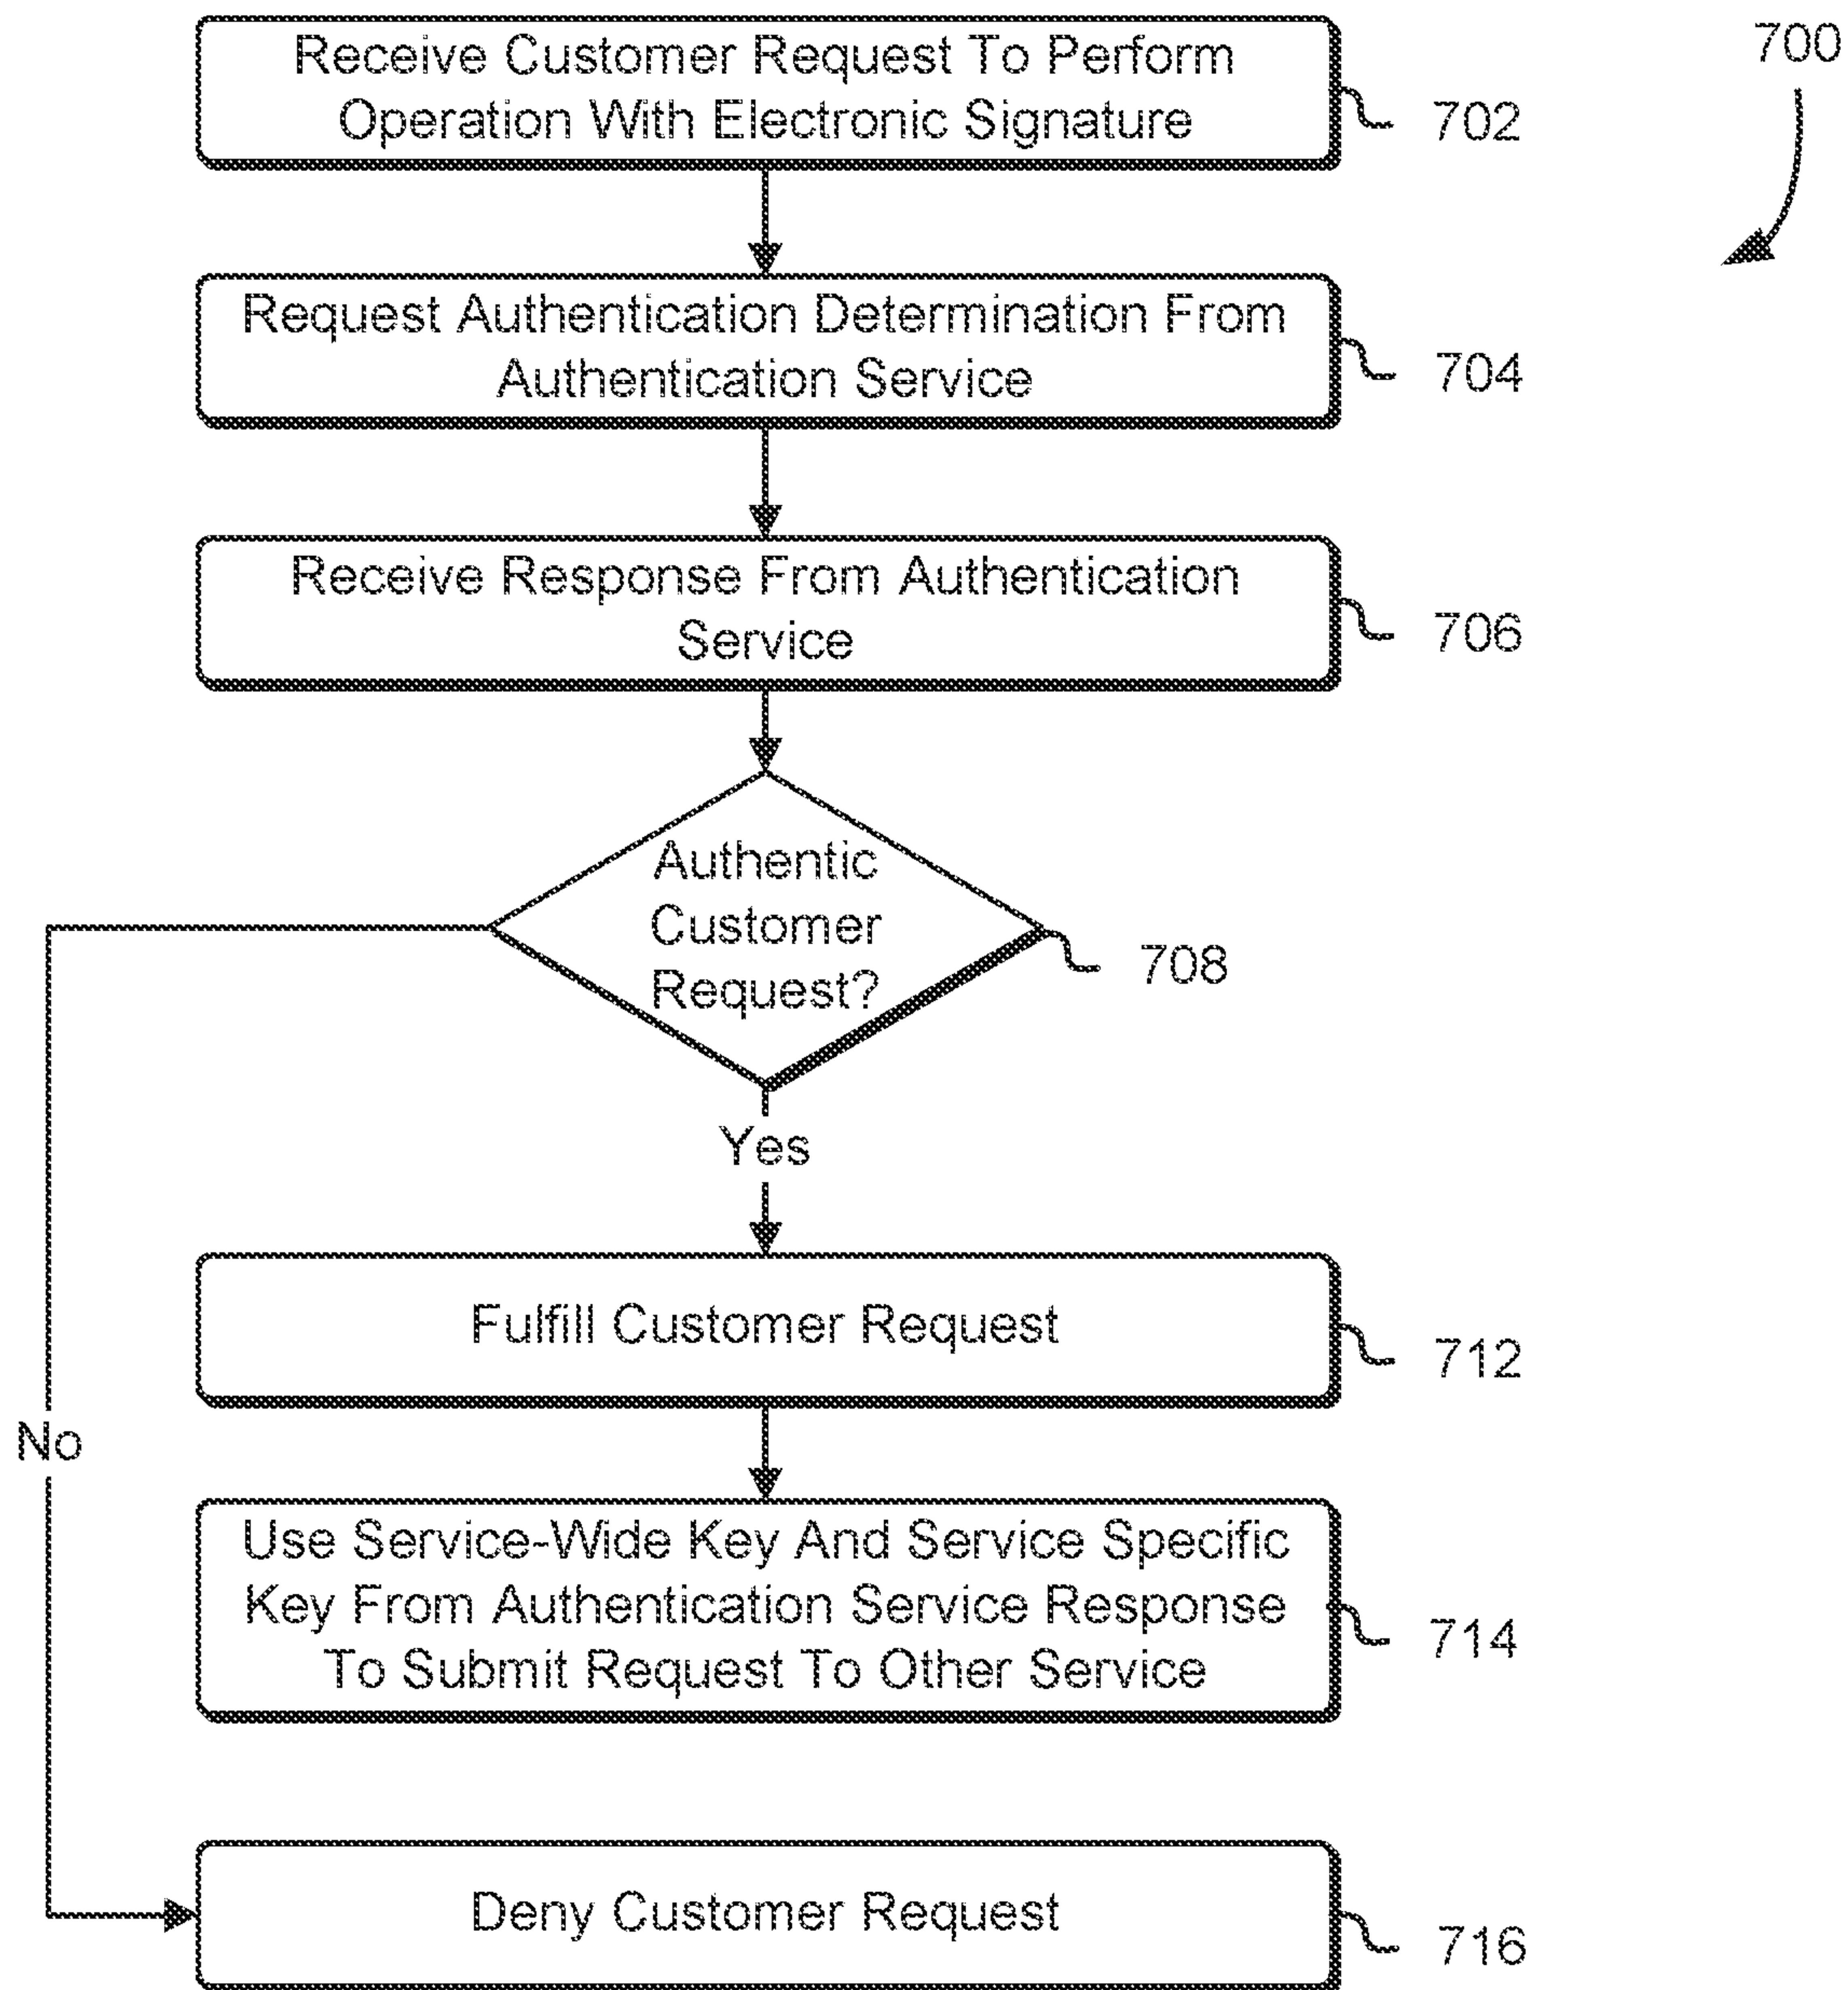 700
Receive Customer Request To Perform
Operation With Electronic Signature
702
Request Authentication Determination From
Authentication Service
704
Receive Response From Authentication
Service
706
Authentic
Customer
Request?
708
Yes
Fulfill Customer Request
712
No
Use Service-Wide Key And Service Specific
Key From Authentication Service Response
To Submit Request To Other Service
714
Deny Customer Request
716